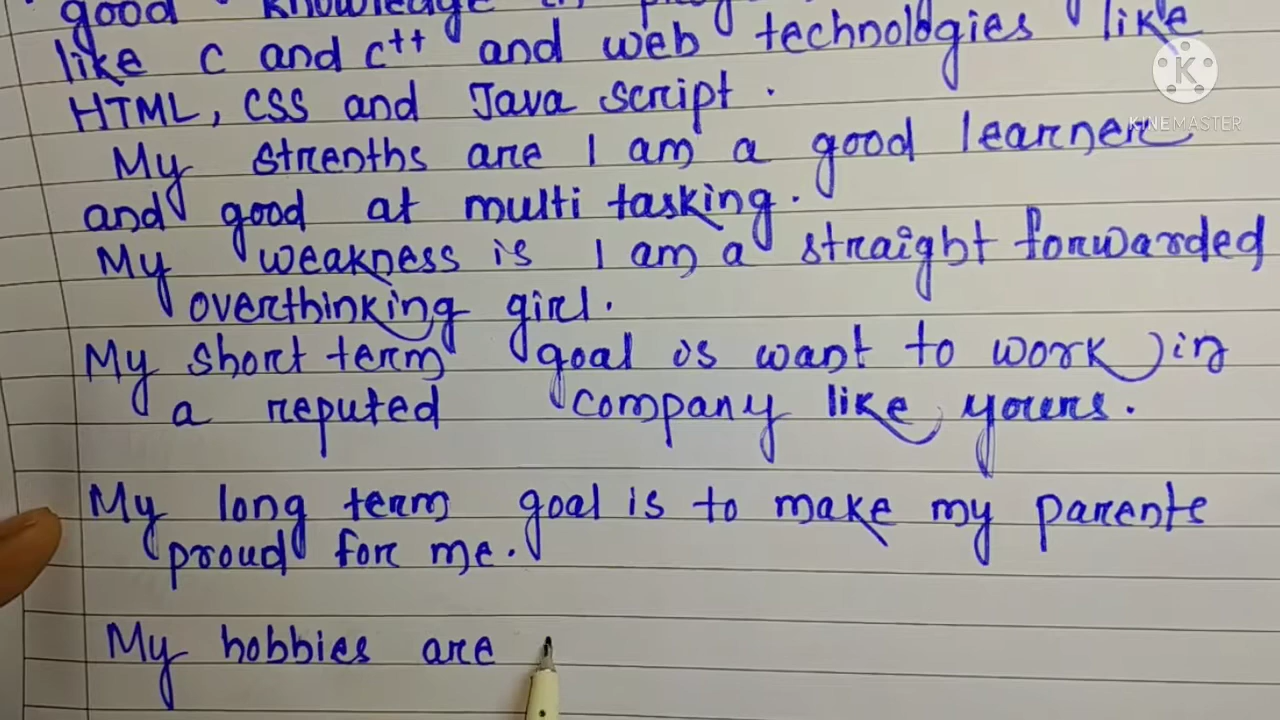 good knowledge in
like c and c++ and web technologies like
HTML, CSS and Java script.
My strenths are I am a good learner
and good at multi tasking.
My weakness is I am a straight forwarded
overthinking girl.
My short term goal is want to work in
a reputed company like yours.
My long term goal is to make my parents
proud for me.
My hobbies are
K
KINEMASTER